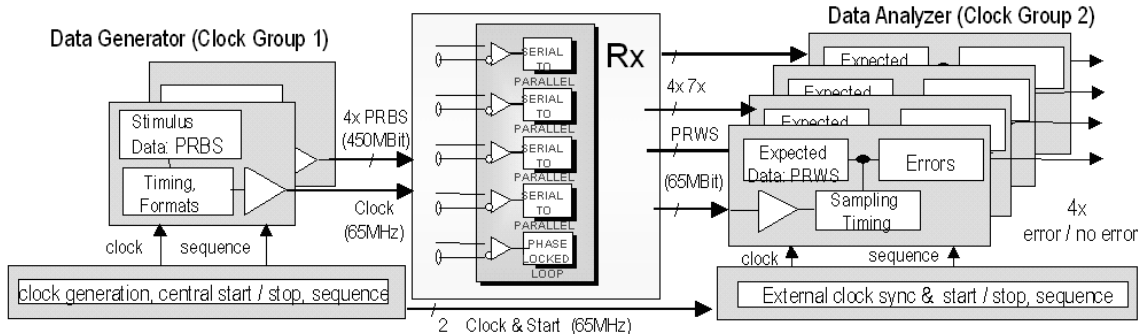 Data Generator (Clock Group 1)
Stimulus
Data: PRBS
Timing,
Formats
clock
sequence
clock generation, central start / stop, sequence
4x PRBS
(450MBit)
Clock
(65MHz)
Rx
SERIAL
TO
PARALLEL
SERIAL
TO
PARALLEL
SERIAL
TO
PARALLEL
SERIAL
TO
PARALLEL
PHASE
LOCKED
LOOP
2 Clock & Start (65MHz)
4x 7x
PRWS
(65MBit)
Data Analyzer (Clock Group 2)
Expected
Expected
Data: PRWS
Errors
Sampling
Timing
4x
error / no error
clock
sequence
External clock sync & start / stop, sequence